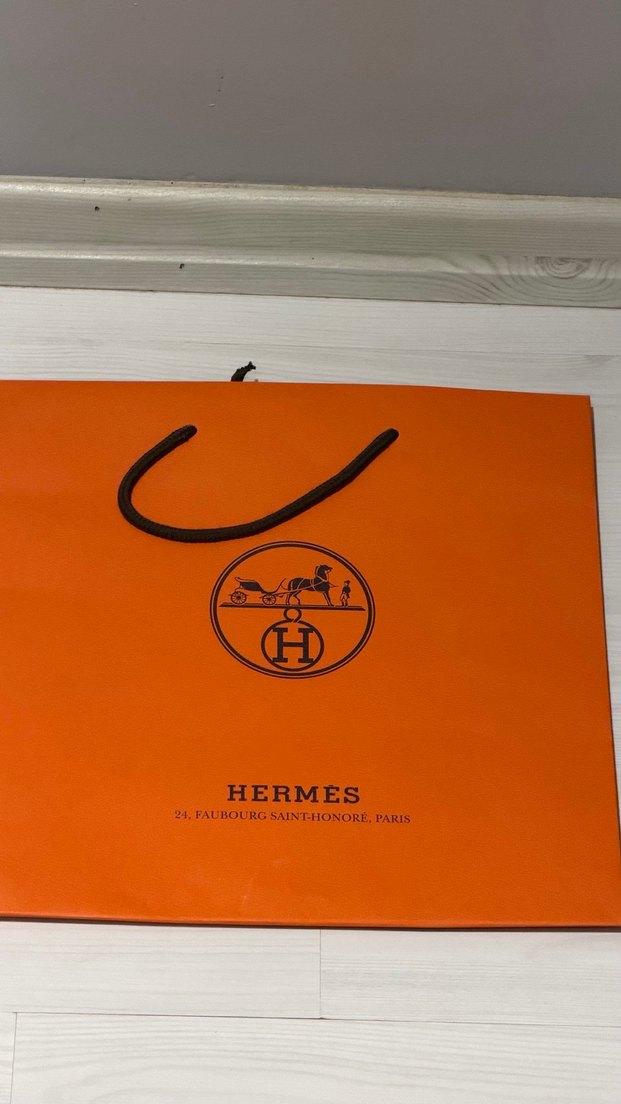 H
HERMÈS
24, FAUBOURG SAINT-HONORÉ, PARIS